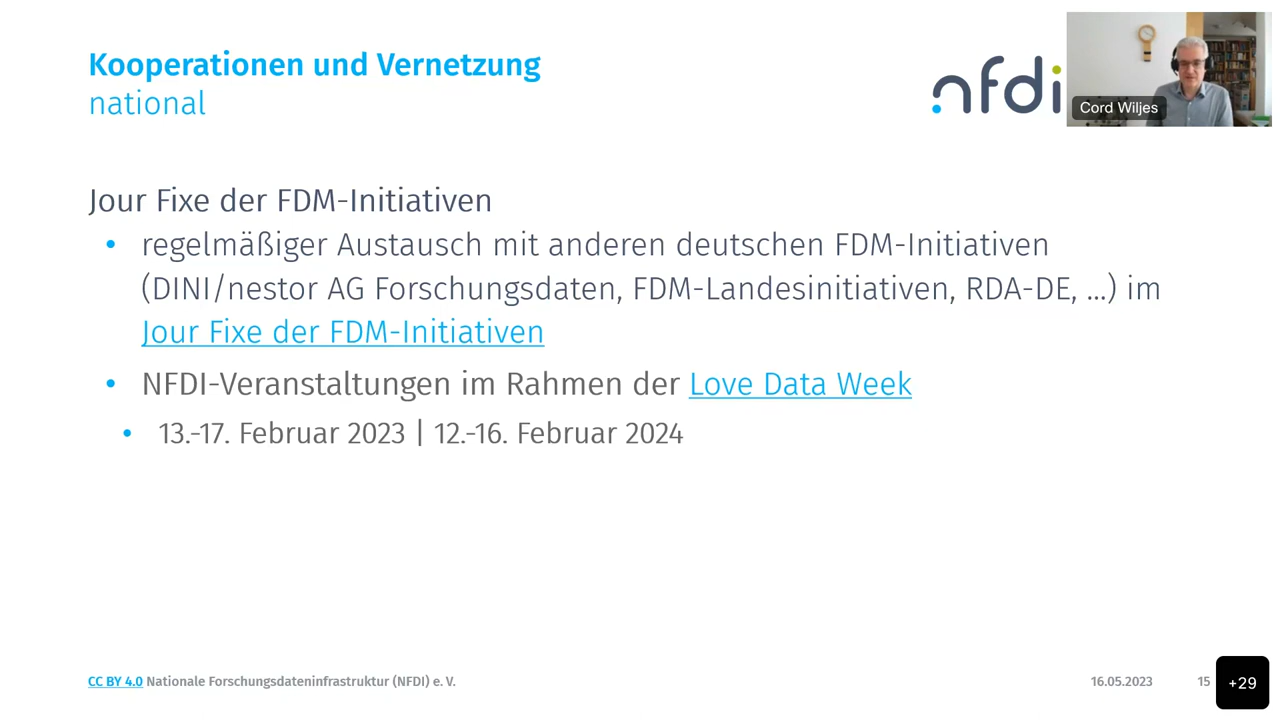 Kooperationen und Vernetzung
national
nfdi
Cord Wiljes
Jour Fixe der FDM-Initiativen
• regelmäßiger Austausch mit anderen deutschen FDM-Initiativen
(DINI/nestor AG Forschungsdaten, FDM-Landesinitiativen, RDA-DE, ...) im
Jour Fixe der FDM-Initiativen
• NFDI-Veranstaltungen im Rahmen der Love Data Week
• 13.-17. Februar 2023 | 12.-16. Februar 2024
CC BY 4.0 Nationale Forschungsdateninfrastruktur (NFDI) e. V.
16.05.2023
15
+29